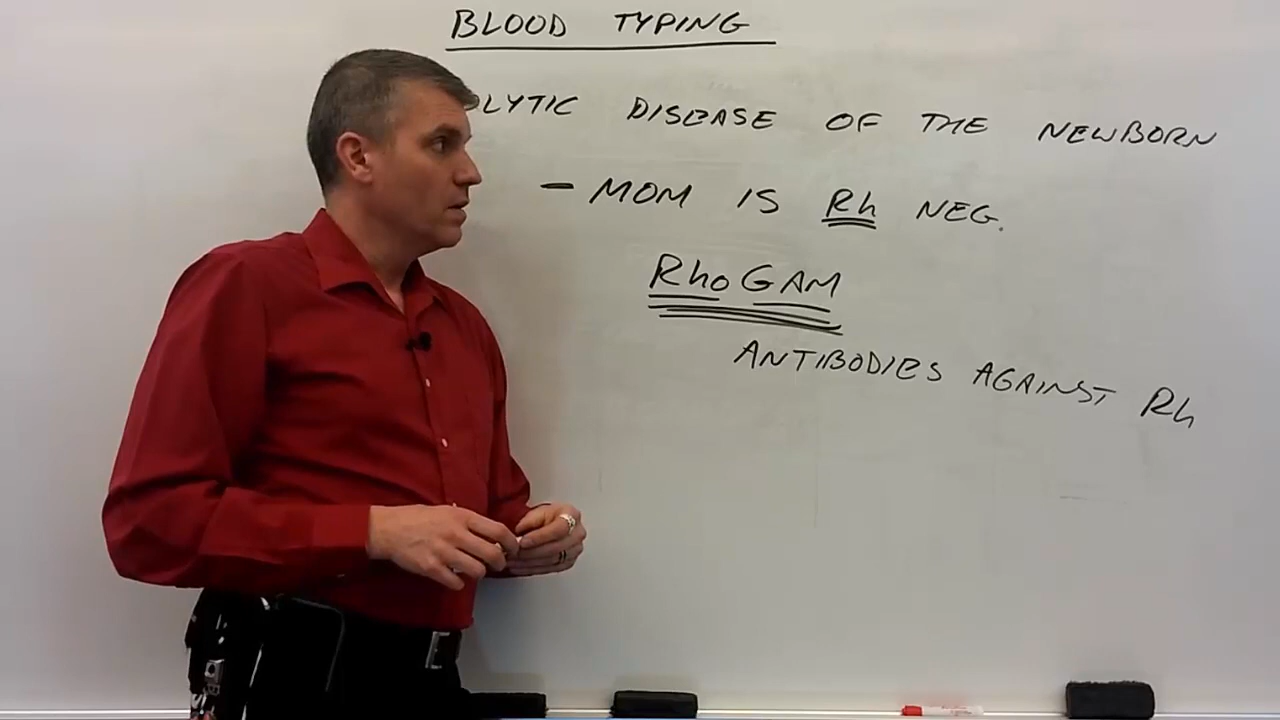 BLOOD TYPING
OLYTIC DISEASE OF THE NEWBORN
- MOM IS Rh NEG.
RhoGAM
ANTIBODIES AGAINST Rh